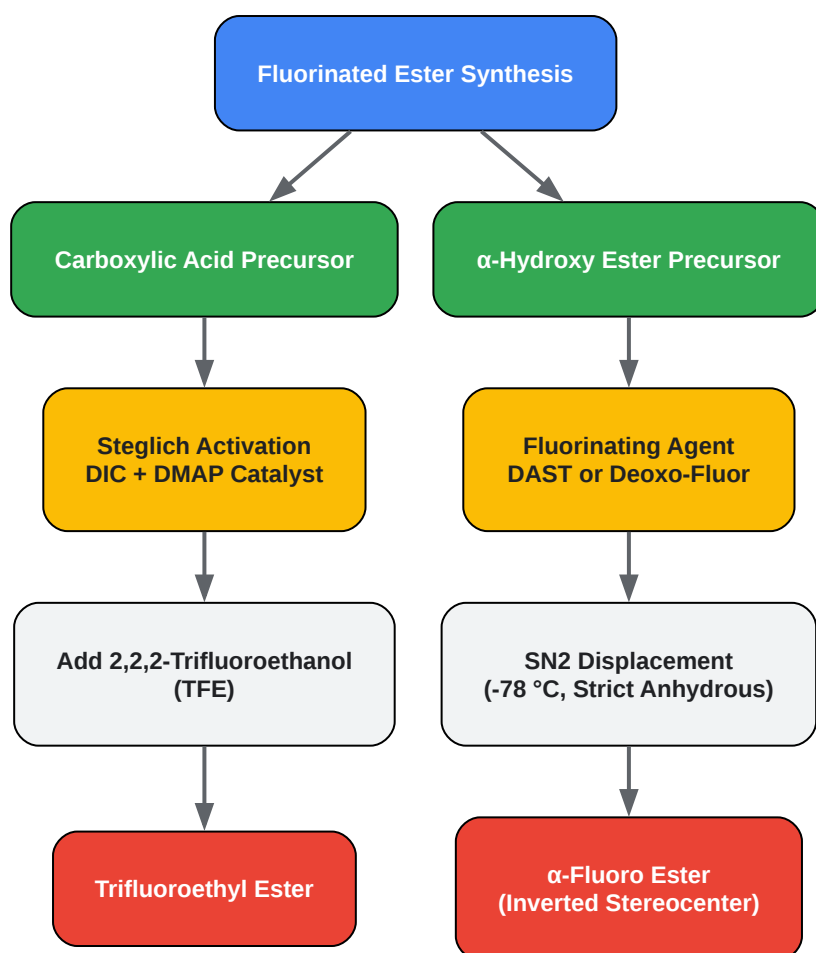 Fluorinated Ester Synthesis
Carboxylic Acid Precursor
α-Hydroxy Ester Precursor
Steglich Activation
DIC + DMAP Catalyst
Fluorinating Agent
DAST or Deoxo-Fluor
Add 2,2,2-Trifluoroethanol
(TFE)
SN2 Displacement
(-78 °C, Strict Anhydrous)
Trifluoroethyl Ester
α-Fluoro Ester
(Inverted Stereocenter)